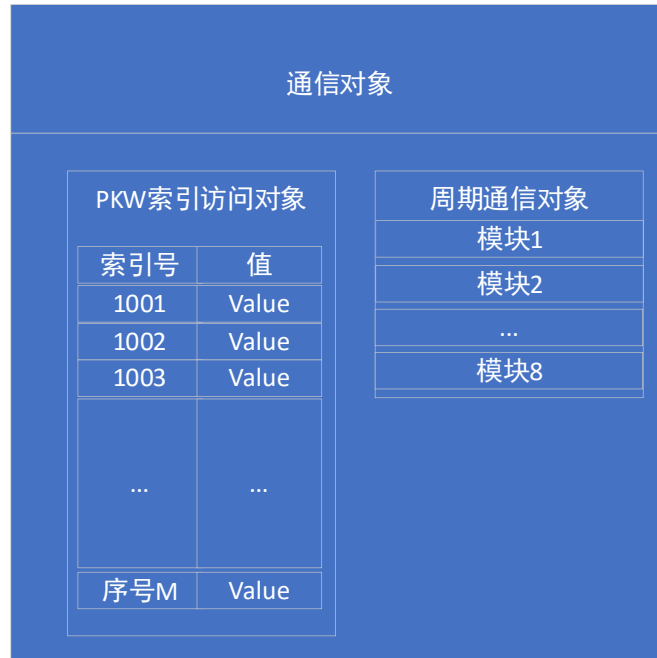 通信对象
PKW索引访问对象
索引号 值
1001 Value
1002 Value
1003 Value
... ...
序号M Value
周期通信对象
模块1
模块2
...
模块8